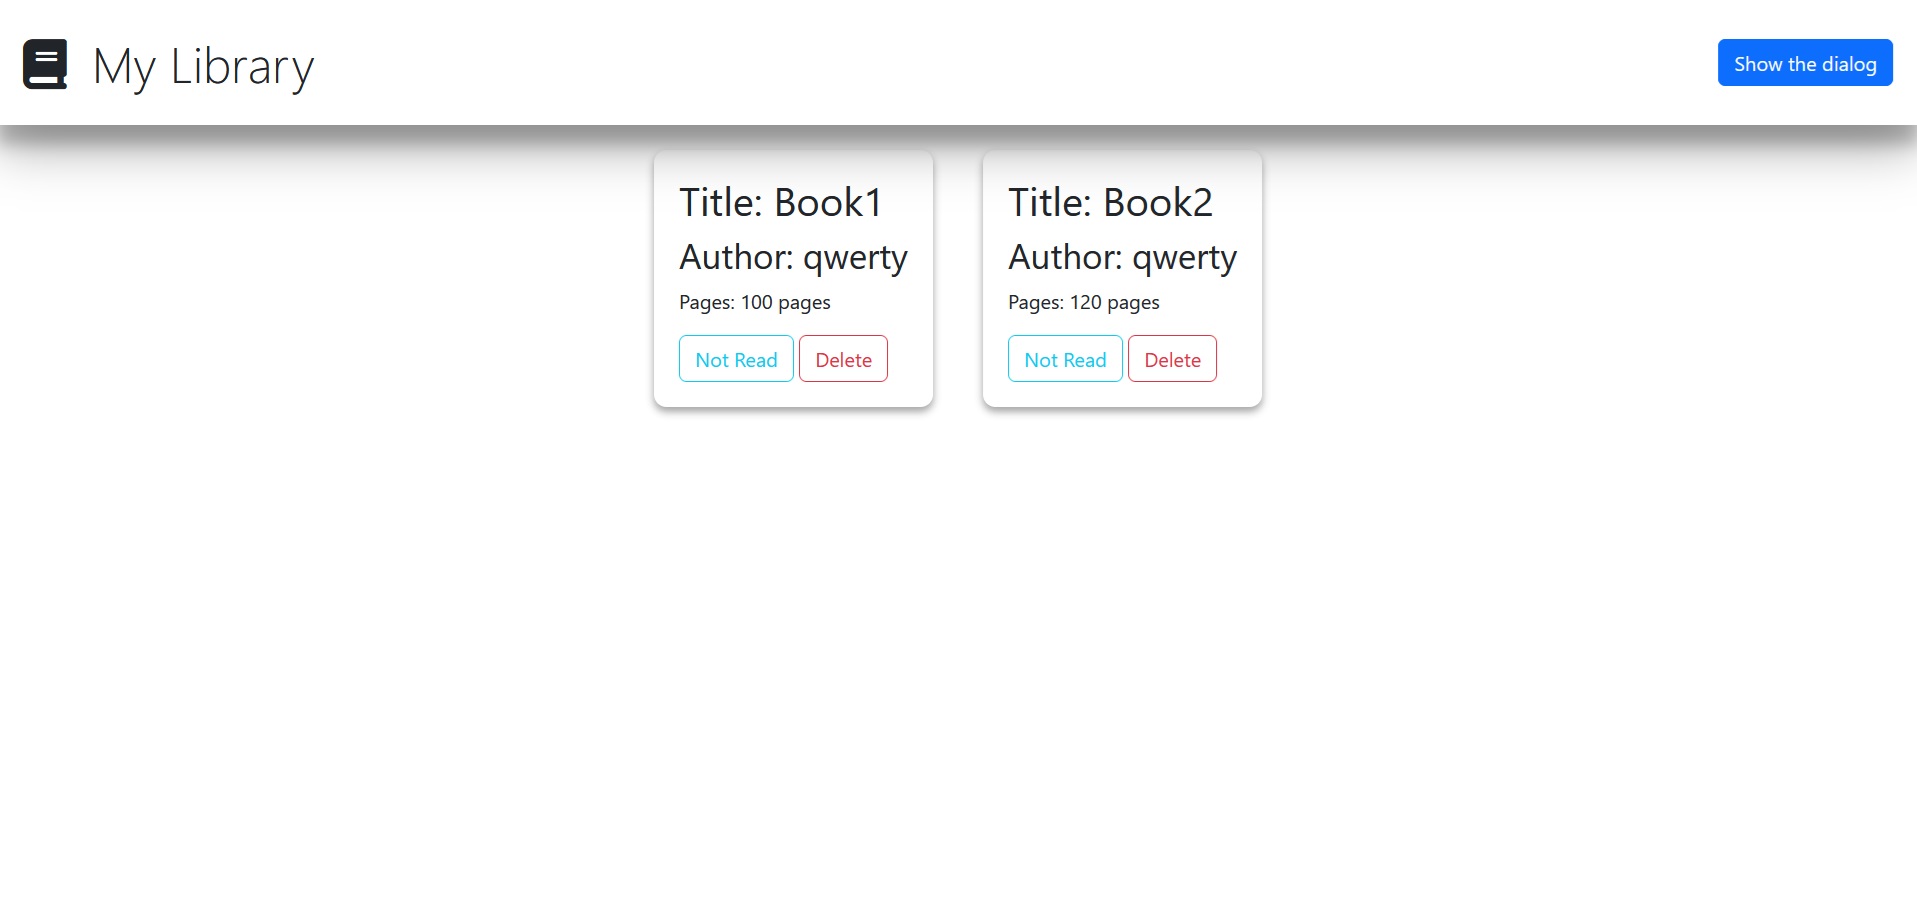 My Library
Show the dialog
Title: Book1
Author: qwerty
Pages: 100 pages
Not Read
Delete
Title: Book2
Author: qwerty
Pages: 120 pages
Not Read
Delete